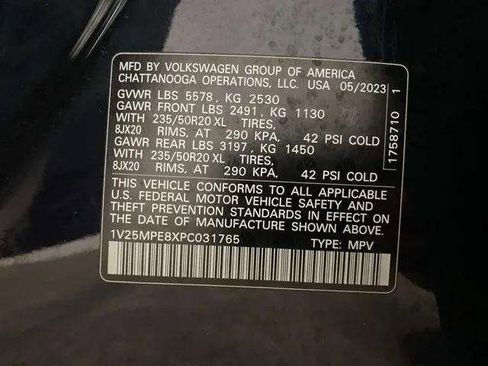 MFD BY VOLKSWAGEN GROUP OF AMERICA
CHATTANOOGA OPERATIONS, LLC. USA 05/2023
GVWR LBS 5578, KG 2530
GAWR FRONT LBS 2491, KG 1130
WITH 235/50R20 XL TIRES,
8JX20 RIMS, AT 290 KPA, 42 PSI COLD
GAWR REAR LBS 3197, KG 1450
WITH 235/50R20 XL TIRES,
8JX20 RIMS, AT 290 KPA, 42 PSI COLD
THIS VEHICLE CONFORMS TO ALL APPLICABLE
U.S. FEDERAL MOTOR VEHICLE SAFETY AND
THEFT PREVENTION STANDARDS IN EFFECT ON
THE DATE OF MANUFACTURE SHOWN ABOVE.
1V25MPE8XPC031765 TYPE: MPV
1758710 1